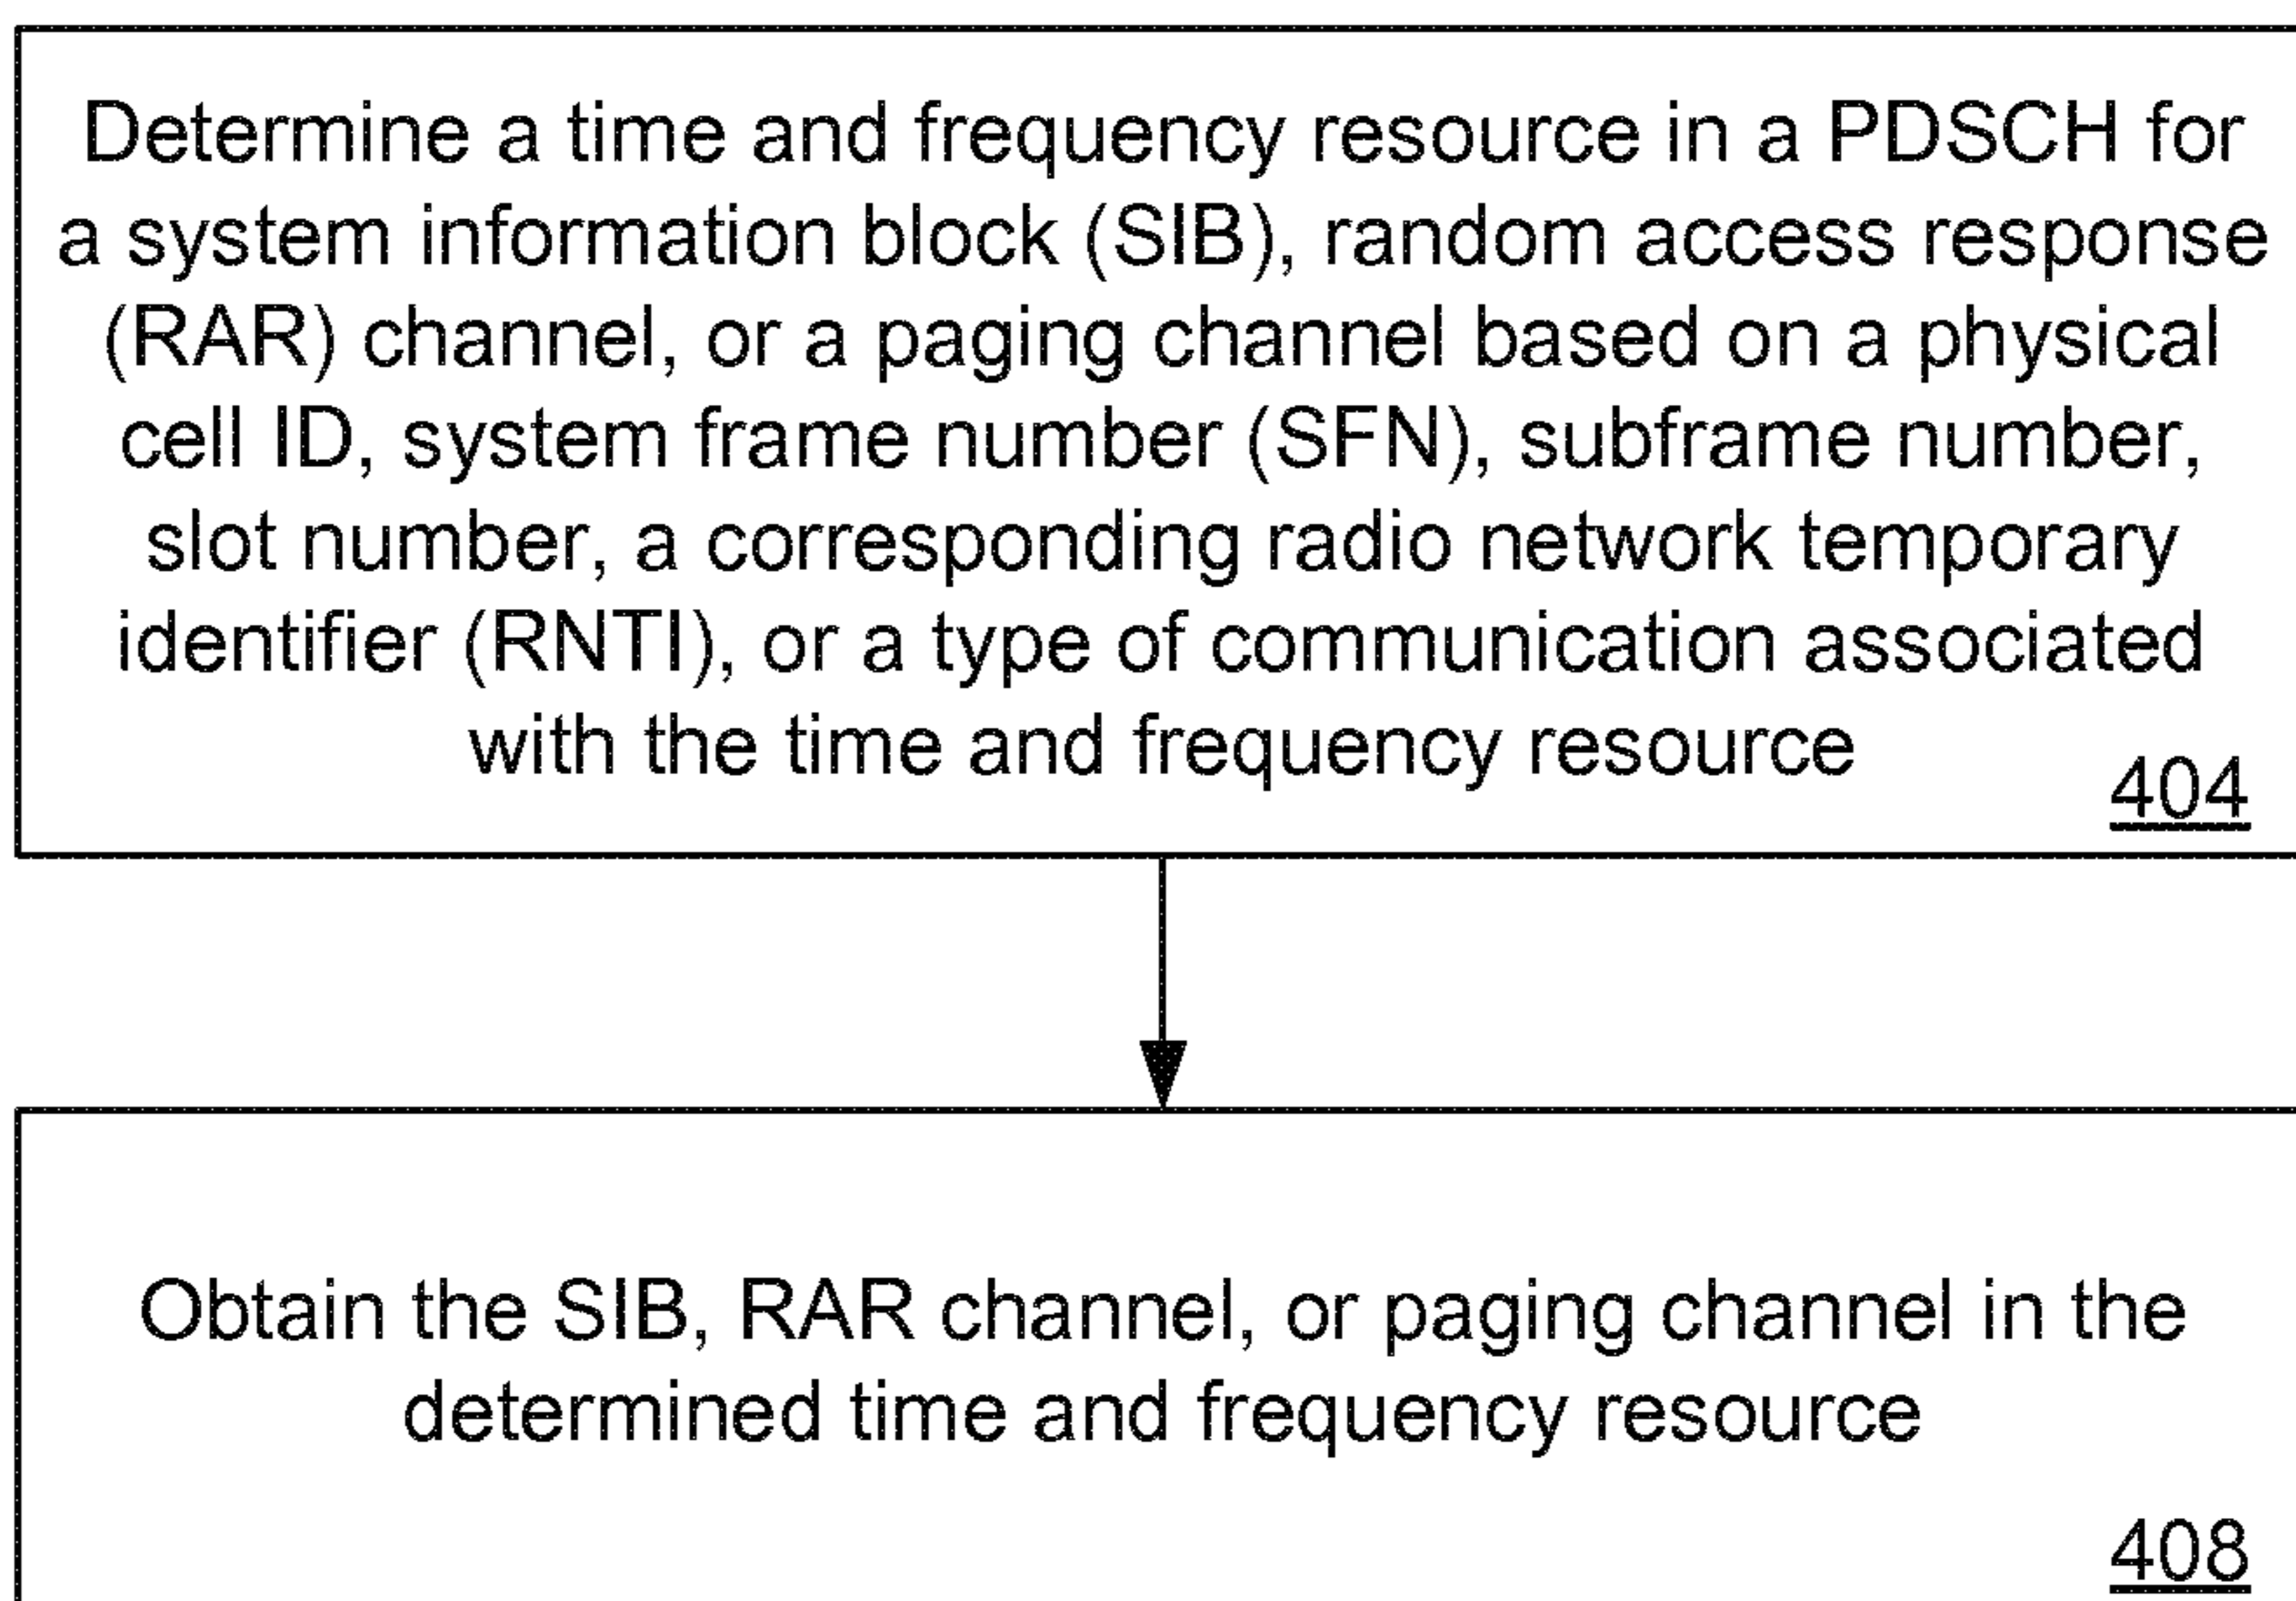 Determine a time and frequency resource in a PDSCH for
a system information block (SIB), random access response
(RAR) channel, or a paging channel based on a physical
cell ID, system frame number (SFN), subframe number,
slot number, a corresponding radio network temporary
identifier (RNTI), or a type of communication associated
with the time and frequency resource
404
Obtain the SIB, RAR channel, or paging channel in the
determined time and frequency resource
408